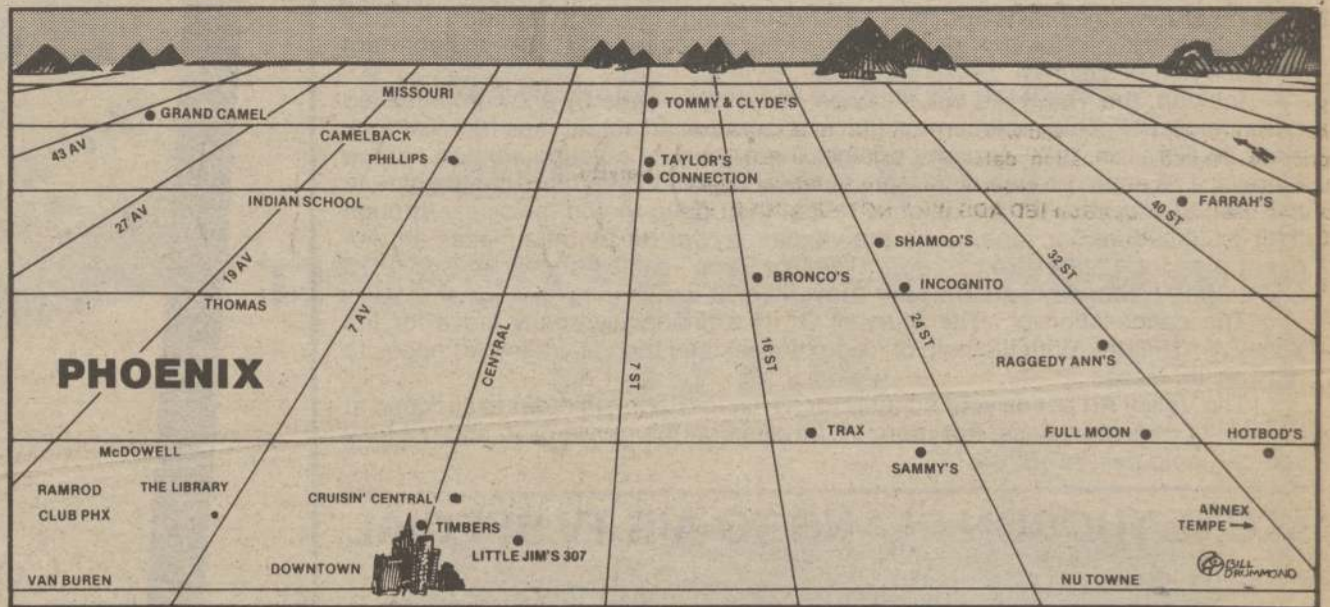 MISSOURI
GRAND CAMEL
TOMMY & CLYDE'S
CAMELBACK
43 AV
PHILLIPS
TAYLOR'S
CONNECTION
N
INDIAN SCHOOL
FARRAH'S
27 AV
40 ST
SHAMOO'S
32 ST
19 AV
BRONCO'S
INCOGNITO
THOMAS
7 AV
CENTRAL
24 ST
RAGGEDY ANN'S
PHOENIX
7 ST
16 ST
TRAX
FULL MOON
HOTBOD'S
McDOWELL
SAMMY'S
RAMROD
THE LIBRARY
CRUISIN' CENTRAL
CLUB PHX
TIMBERS
ANNEX
TEMPE
LITTLE JIM'S 307
DOWNTOWN
BILL
DRUMMOND
VAN BUREN
NU TOWNE